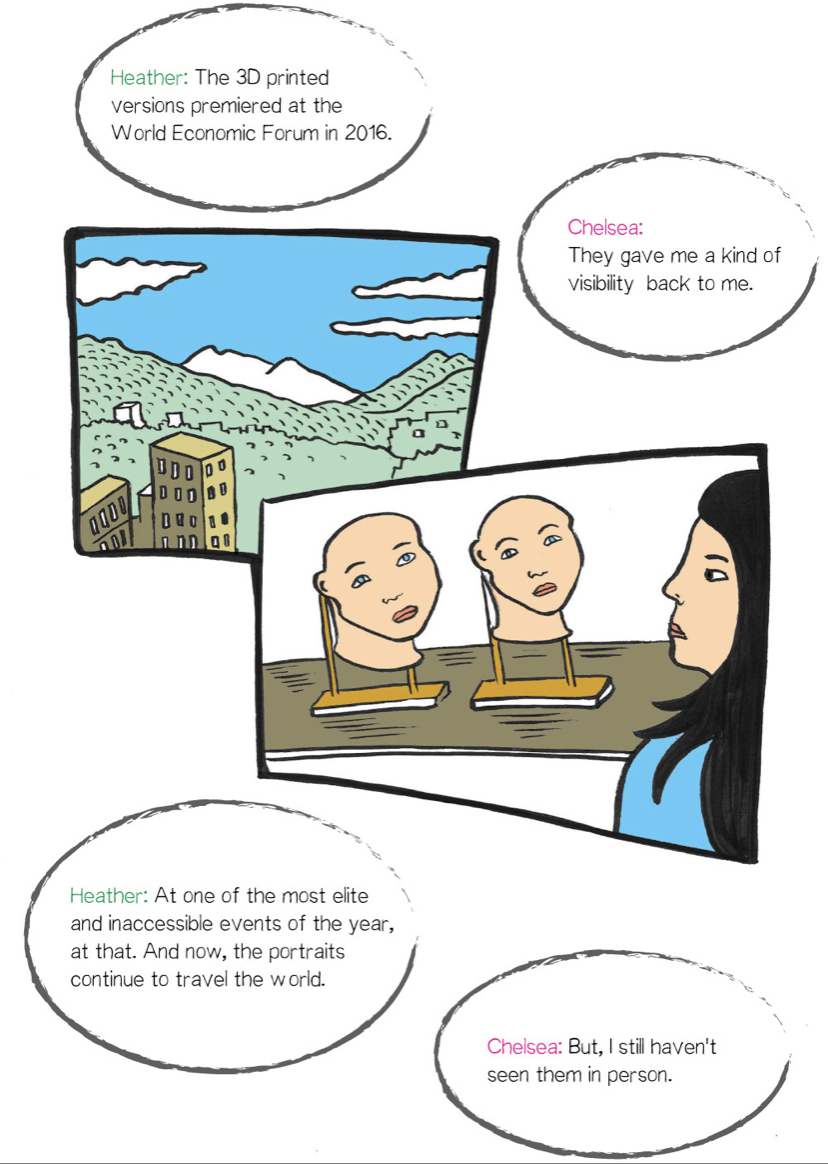 Heather: The 3D printed
versions premiered at the
World Economic Forum in 2016.
Chelsea:
They gave me a kind of
visibility back to me.
Heather: At one of the most elite
and inaccessible events of the year,
at that. And now, the portraits
continue to travel the world.
Chelsea: But, I still haven't
seen them in person.